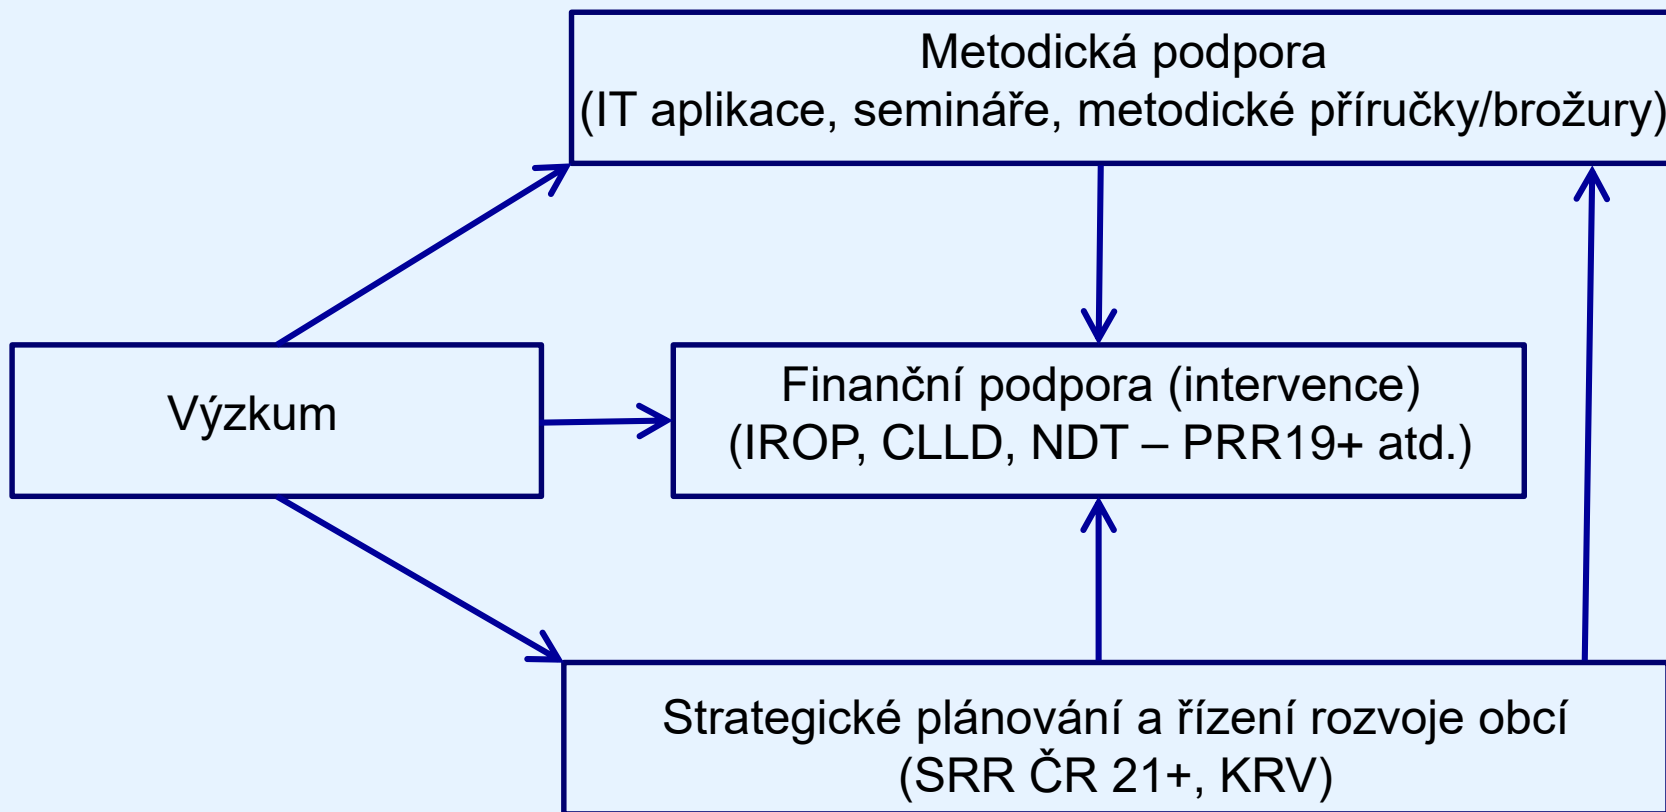 Metodická podpora
(IT aplikace, semináře, metodické příručky/brožury)
Výzkum
Finanční podpora (intervence)
(IROP, CLLD, NDT – PRR19+ atd.)
Strategické plánování a řízení rozvoje obcí
(SRR ČR 21+, KRV)